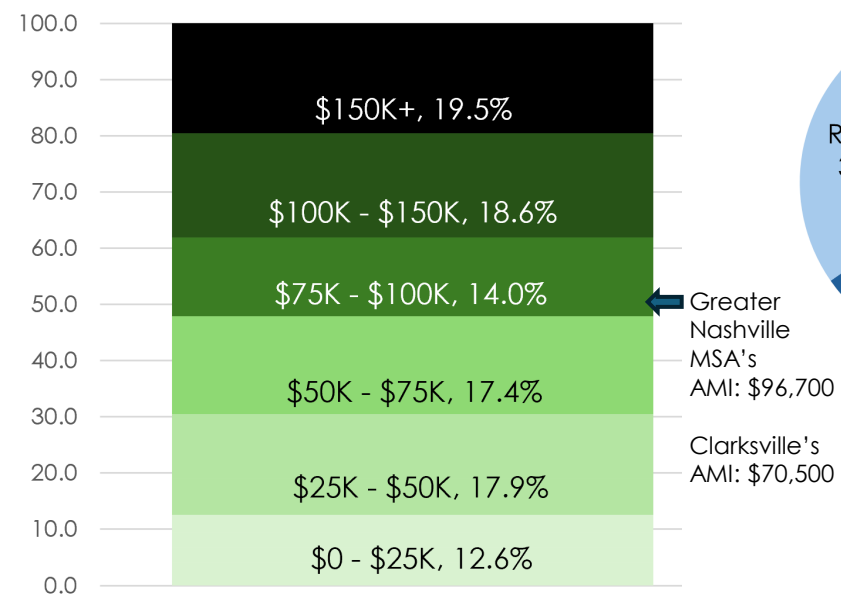 100.0
90.0
80.0
70.0
60.0
50.0
40.0
30.0
20.0
10.0
0.0
$150K+, 19.5%
$100K - $150K, 18.6%
$75K - $100K, 14.0%
$50K - $75K, 17.4%
$25K - $50K, 17.9%
$0 - $25K, 12.6%
Greater
Nashville
MSA's
AMI: $96,700
Clarksville's
AMI: $70,500
R